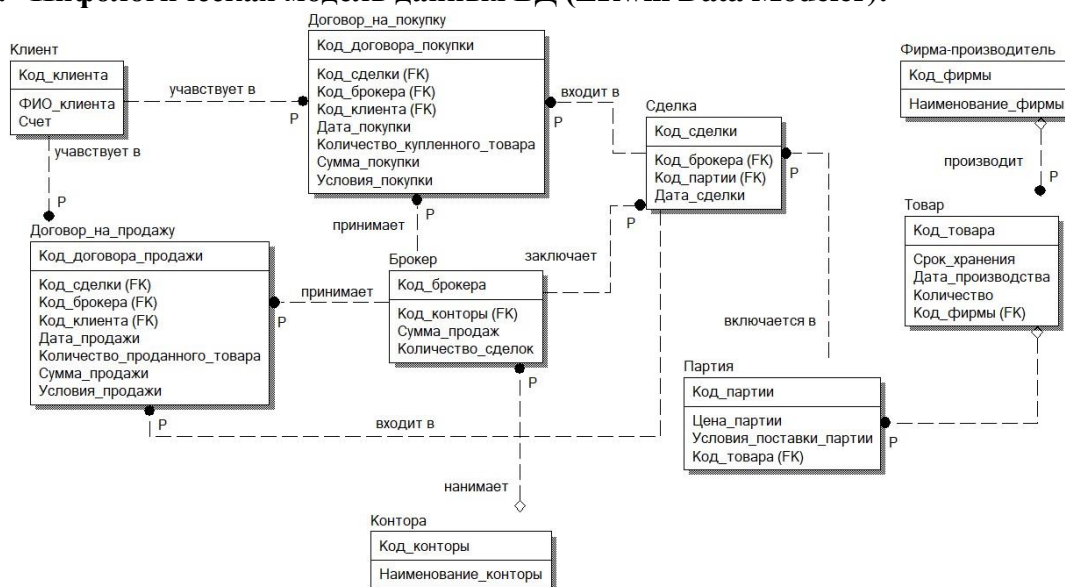 Инфологическая модель данных БД (ERwin Data Modeler):
Договор_на_покупку
Код_договора_покупки
Код_сделки (FK)
Код_брокера (FK)
Код_клиента (FK)
Дата_покупки
Количество_купленного_товара
Сумма_покупки
Условия_покупки
Клиент
Код_клиента
ФИО_клиента
Счет
учавствует в
P
учавствует в
P
входит в
P
Сделка
Код_сделки
Код_брокера (FK)
Код_партии (FK)
Дата_сделки
P
Фирма-производитель
Код_фирмы
Наименование_фирмы
производит
P
Товар
Код_товара
Срок_хранения
Дата_производства
Количество
Код_фирмы (FK)
Договор_на_продажу
Код_договора_продажи
Код_сделки (FK)
Код_брокера (FK)
Код_клиента (FK)
Дата_продажи
Количество_проданного_товара
Сумма_продажи
Условия_продажи
P
принимает
P
принимает
P
Брокер
Код_брокера
Код_конторы (FK)
Сумма_продаж
Количество_сделок
P
заключает
P
включается в
Партия
Код_партии
Цена_партии
Условия_поставки_партии
Код_товара (FK)
P
входит в
нанимает
Контора
Код_конторы
Наименование_конторы